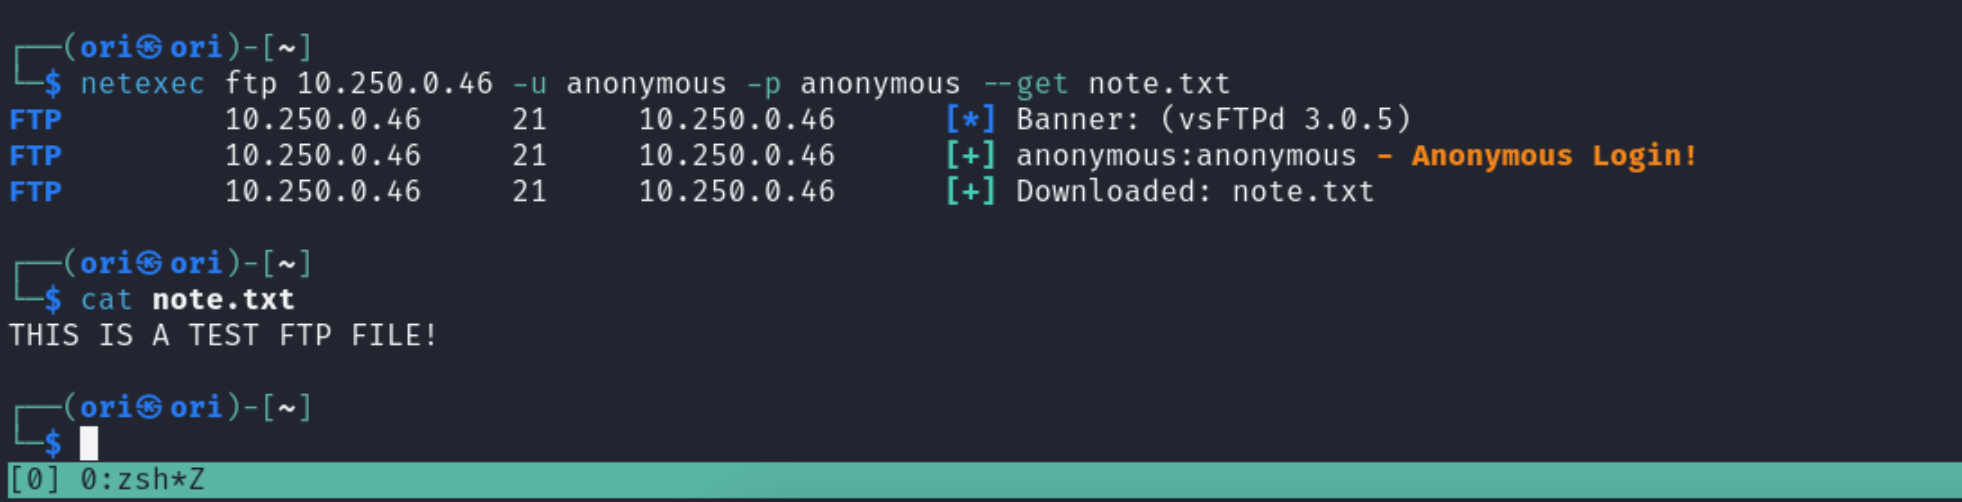 ┌──(ori㉿ori)-[~]
└─$ netexec ftp 10.250.0.46 -u anonymous -p anonymous --get note.txt
FTP 10.250.0.46 21 10.250.0.46 [*] Banner: (vsFTPd 3.0.5)
FTP 10.250.0.46 21 10.250.0.46 [+] anonymous:anonymous - Anonymous Login!
FTP 10.250.0.46 21 10.250.0.46 [+] Downloaded: note.txt
┌──(ori㉿ori)-[~]
└─$ cat note.txt
THIS IS A TEST FTP FILE!
┌──(ori㉿ori)-[~]
└─$
[0] 0:zsh*Z